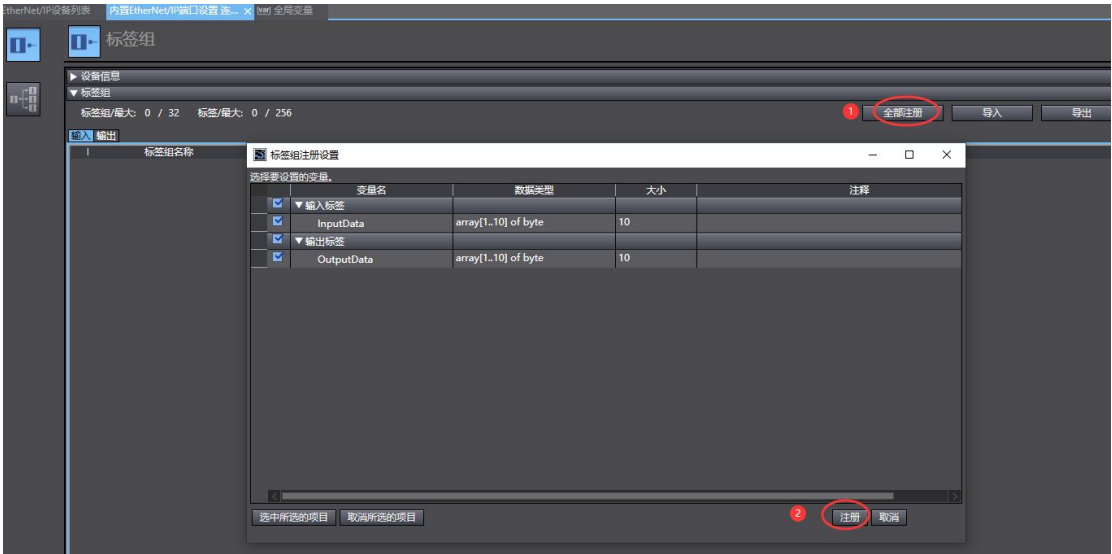 EtherNet/IP设备列表 内置EtherNet/IP端口设置 连... var 全局变量
标签组
设备信息
标签组
标签组/最大: 0 / 32 标签/最大: 0 / 256 1 全部注册 导入 导出
输入 输出
标签组名称
标签组注册设置
选择要设置的变量。
变量名 数据类型 大小 注释
输入标签
InputData array[1..10] of byte 10
输出标签
OutputData array[1..10] of byte 10
选中所选的项目 取消所选的项目 2 注册 取消